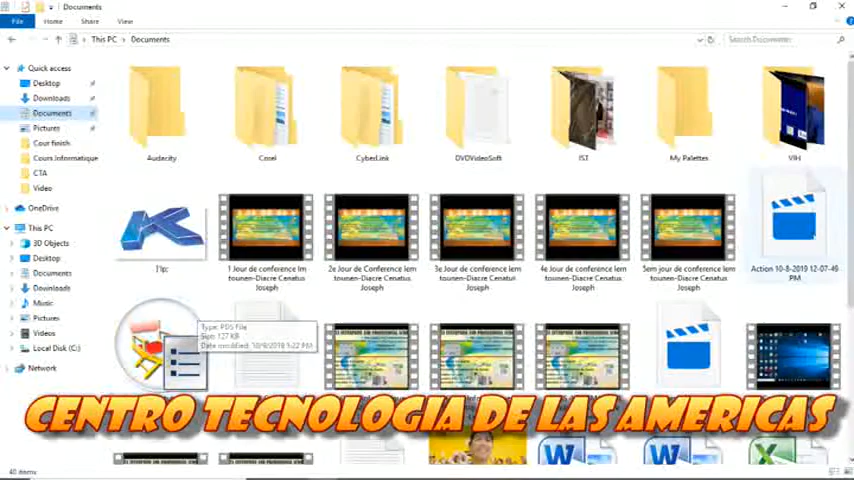 Documents
File Home Share View
This PC Documents
Search Documents
Quick access
Desktop
Downloads
Documents
Pictures
Cour finish
Cours Informatique
CTA
Video
OneDrive
This PC
3D Objects
Desktop
Documents
Downloads
Music
Pictures
Videos
Local Disk (C:)
Network
Audacity
Corel
CyberLink
DVDVideoSoft
IST
My Palettes
VIH
1 Jour de conference lem
tounen-Diacre Cenatus
Joseph
2e Jour de Conference lem
tounen-Diacre Cenatus
Joseph
3e Jour de Conference lem
tounen-Diacre Cenatus
Joseph
4e Jour de Conference lem
tounen-Diacre Cenatus
Joseph
5em jour de Conference lem
tounen-Diacre Cenatus
Joseph
Action 10-8-2019 12-07-49
PM
Type: PDS File
Size: 127 KB
Date modified: 10/9/2019 1:22 PM
CENTRO TECNOLOGIA DE LAS AMERICAS
40 items